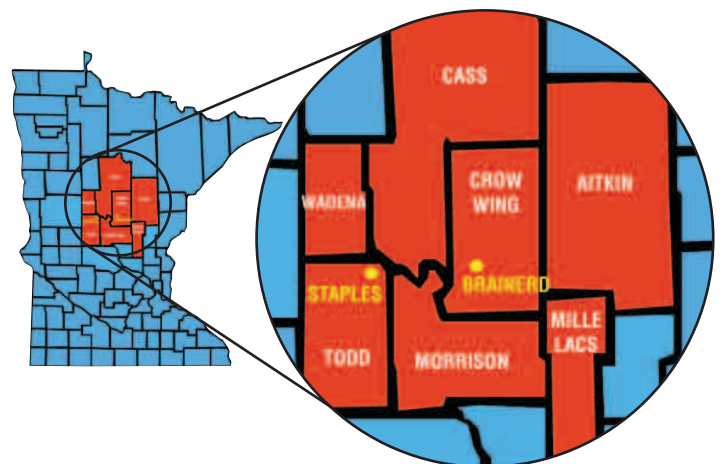 CASS
CROW
WING
AITKIN
WADENA
STAPLES
BRAINERD
MILLE
LACS
TODD
MORRISON